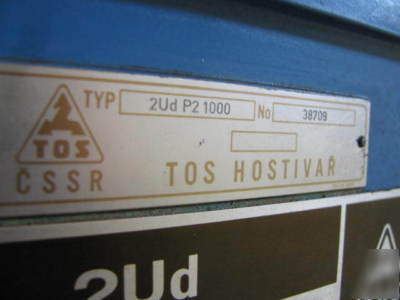 TYP 2Ud P2 1000 No 38709
TOS
ČSSR TOS HOSTIVAŘ
2Ud